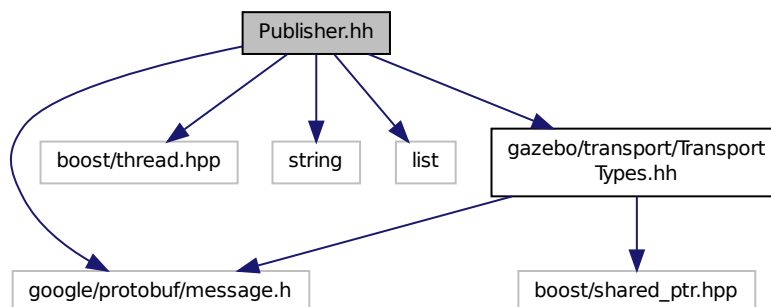 Publisher.hh
boost/thread.hpp
string
list
gazebo/transport/Transport
Types.hh
google/protobuf/message.h
boost/shared_ptr.hpp